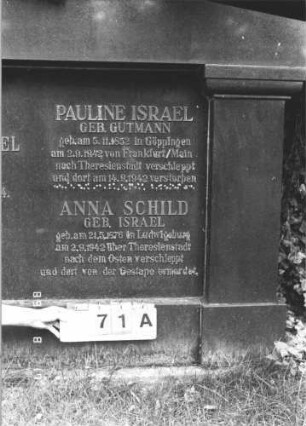 PAULINE ISRAEL
GEB. GUTMANN
geb. am 5.11.1852 in Göppingen
am 2.9.1942 von Frankfurt/Main
nach Theresienstadt verschleppt
und dort am 14.9.1942 verstorben
ANNA SCHILD
GEB. ISRAEL
geb. am 21.3.1876 in Ludwigsburg
am 2.9.1942 über Theresienstadt
nach dem Osten verschleppt
und dort von der Gestapo ermordet.
EL
71A